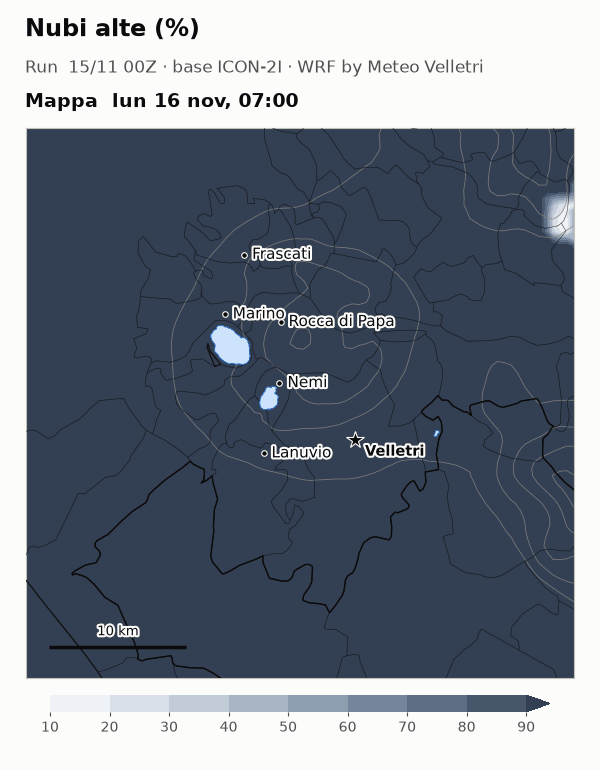 Nubi alte (%)
Run  15/11 00Z · base ICON-2I · WRF by Meteo Velletri
Mappa  lun 16 nov, 07:00
Frascati
Marino
Rocca di Papa
Nemi
Velletri
Lanuvio
10 km
10 20 30 40 50 60 70 80 90